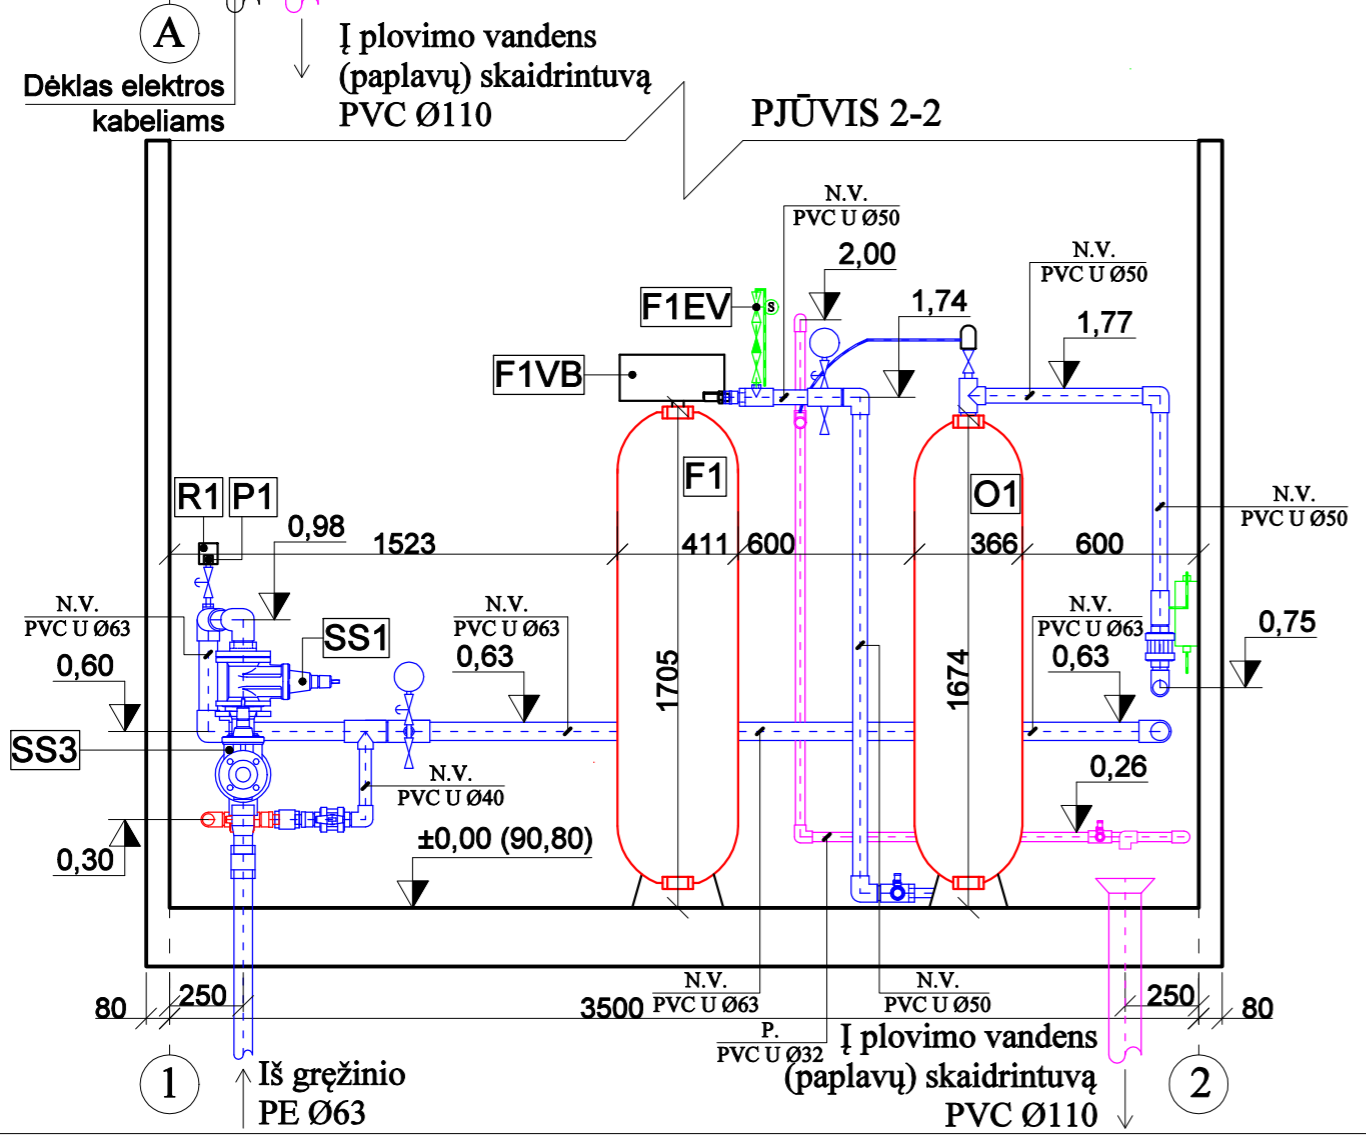 A
Į plovimo vandens
(paplavų) skaidrintuvą
PVC Ø110
Dėklas elektros
kabeliams
PJŪVIS 2-2
N.V.
PVC U Ø50
2,00
N.V.
PVC U Ø50
F1EV
S
1,74
1,77
F1VB
F1
R1
P1
O1
N.V.
PVC U Ø50
0,98
1523
411
600
366
600
N.V.
PVC U Ø63
SS1
N.V.
PVC U Ø63
N.V.
PVC U Ø63
0,75
0,60
0,63
0,63
1705
1674
SS3
N.V.
PVC U Ø40
0,26
±0,00 (90,80)
0,30
80
250
3500
N.V.
PVC U Ø63
N.V.
PVC U Ø50
250
80
P.
PVC U Ø32
Į plovimo vandens
(paplavų) skaidrintuvą
PVC Ø110
1
Iš gręžinio
PE Ø63
2